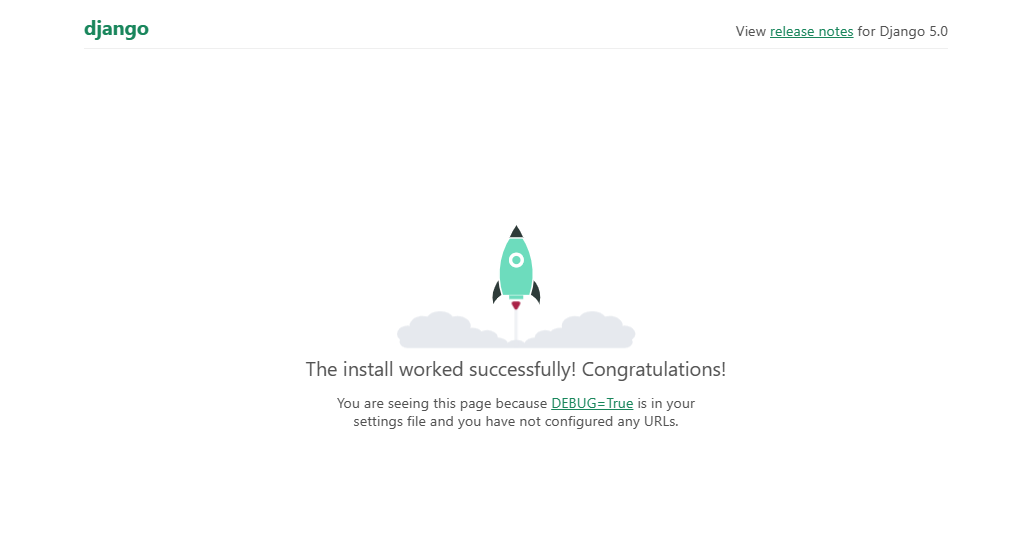 django
View release notes for Django 5.0
The install worked successfully! Congratulations!
You are seeing this page because DEBUG=True is in your
settings file and you have not configured any URLs.